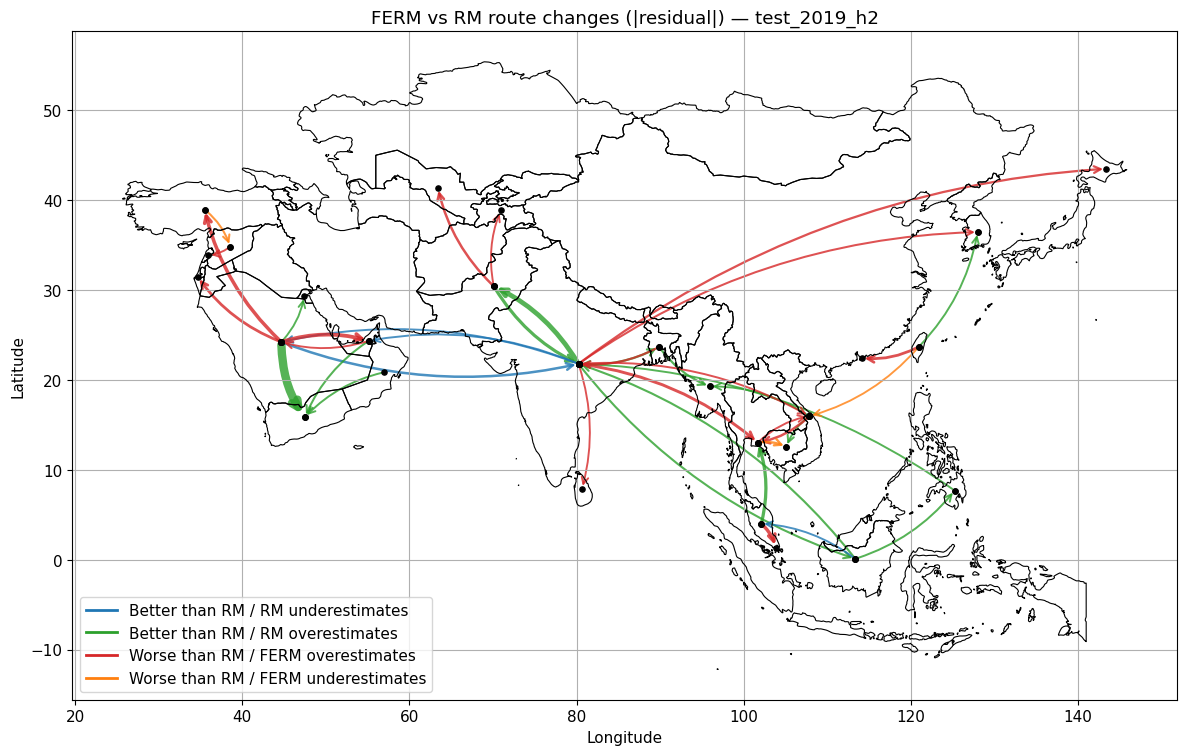 FERM vs RM route changes (|residual|) — test_2019_h2
Latitude
50
40
30
20
10
0
−10
Better than RM / RM underestimates
Better than RM / RM overestimates
Worse than RM / FERM overestimates
Worse than RM / FERM underestimates
20 40 60 80 100 120 140
Longitude